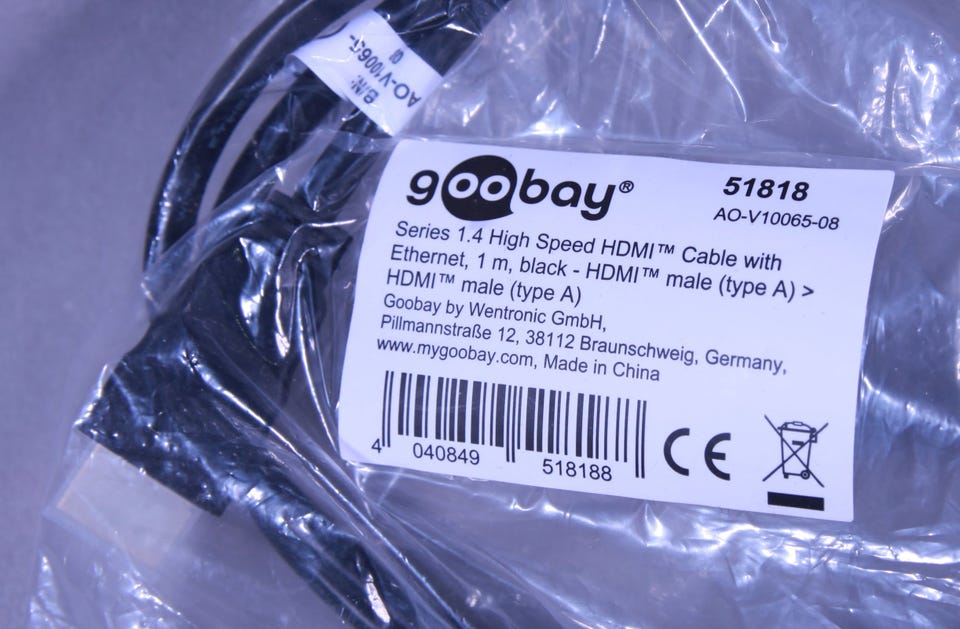 B/N:
AO-V10065-
goobay®
51818
AO-V10065-08
Series 1.4 High Speed HDMI™ Cable with
Ethernet, 1 m, black - HDMI™ male (type A) >
HDMI™ male (type A)
Goobay by Wentronic GmbH,
Pillmannstraße 12, 38112 Braunschweig, Germany,
www.mygoobay.com, Made in China
4 040849 518188
CE